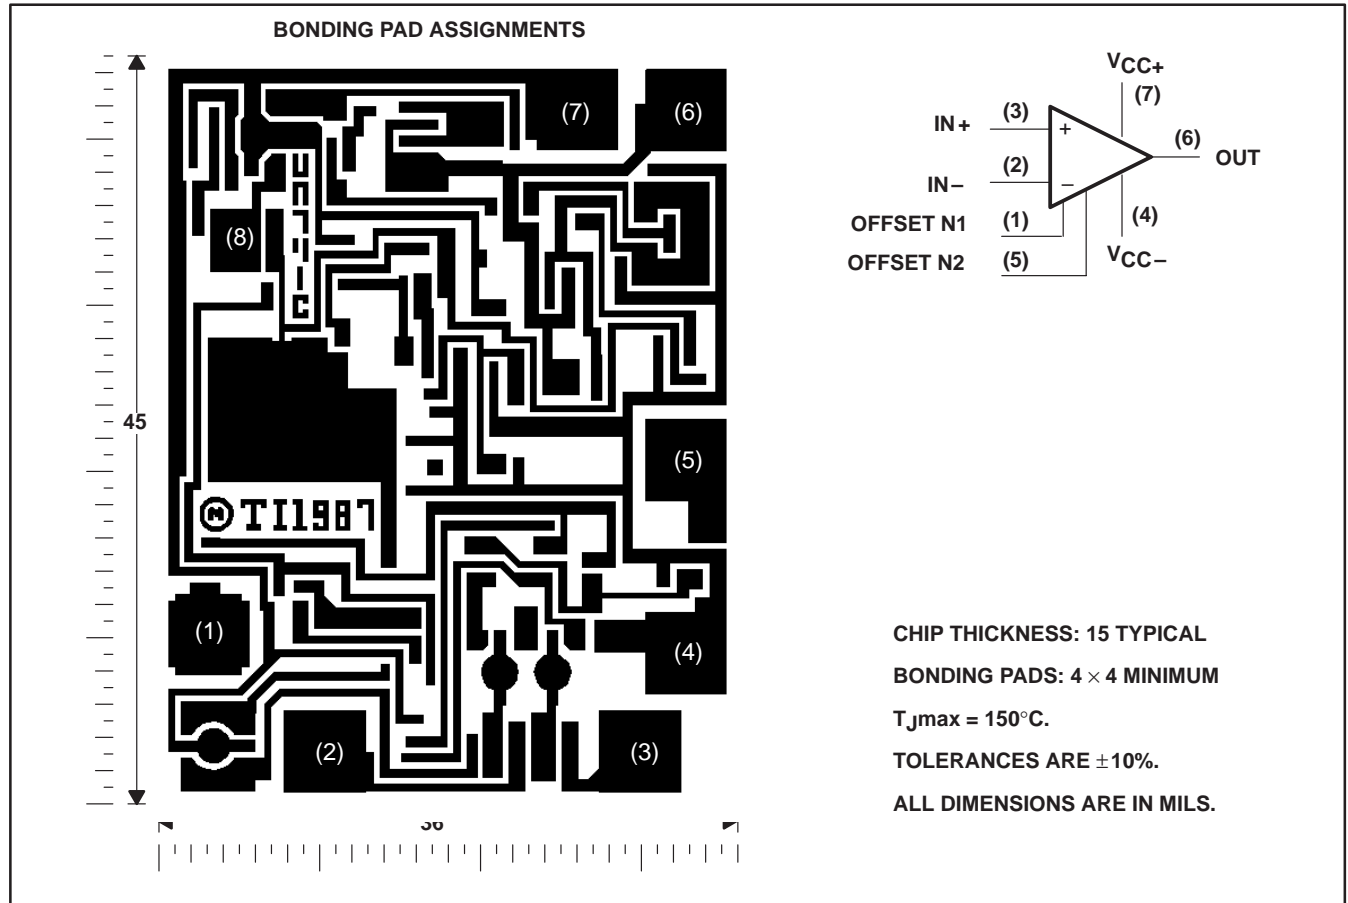 BONDING PAD ASSIGNMENTS
(7)
(6)
(8)
45
(5)
Ⓜ TI1987
(1)
(4)
(2)
(3)
36
VCC+
(7)
(3)
IN+
+
(6)
OUT
(2)
IN−
−
OFFSET N1
(1)
(4)
OFFSET N2
(5)
VCC−
CHIP THICKNESS: 15 TYPICAL
BONDING PADS: 4 × 4 MINIMUM
TJmax = 150°C.
TOLERANCES ARE ±10%.
ALL DIMENSIONS ARE IN MILS.